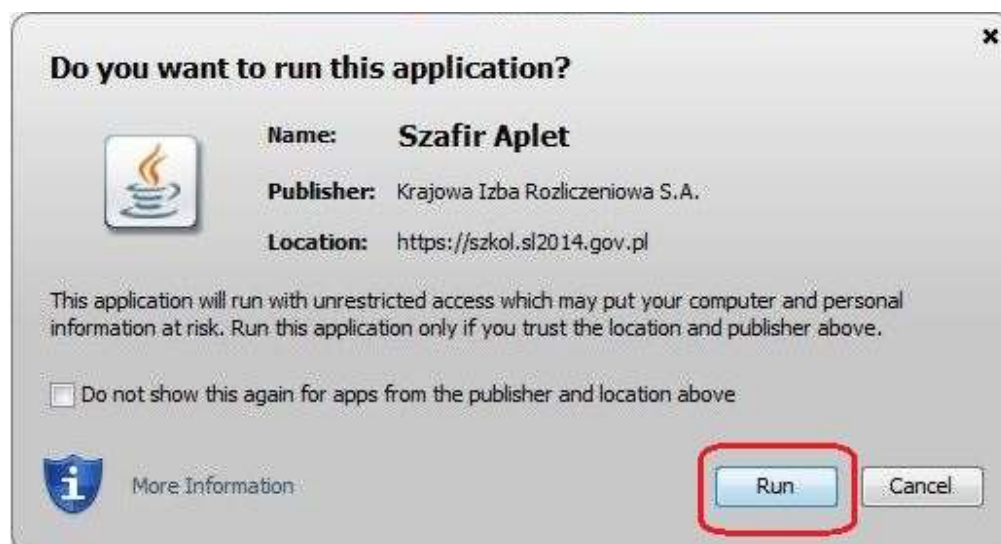 Do you want to run this application?
Name: Szafir Aplet
Publisher: Krajowa Izba Rozliczeniowa S.A.
Location: https://szkol.sl2014.gov.pl
This application will run with unrestricted access which may put your computer and personal
information at risk. Run this application only if you trust the location and publisher above.
Do not show this again for apps from the publisher and location above
More Information
Run
Cancel